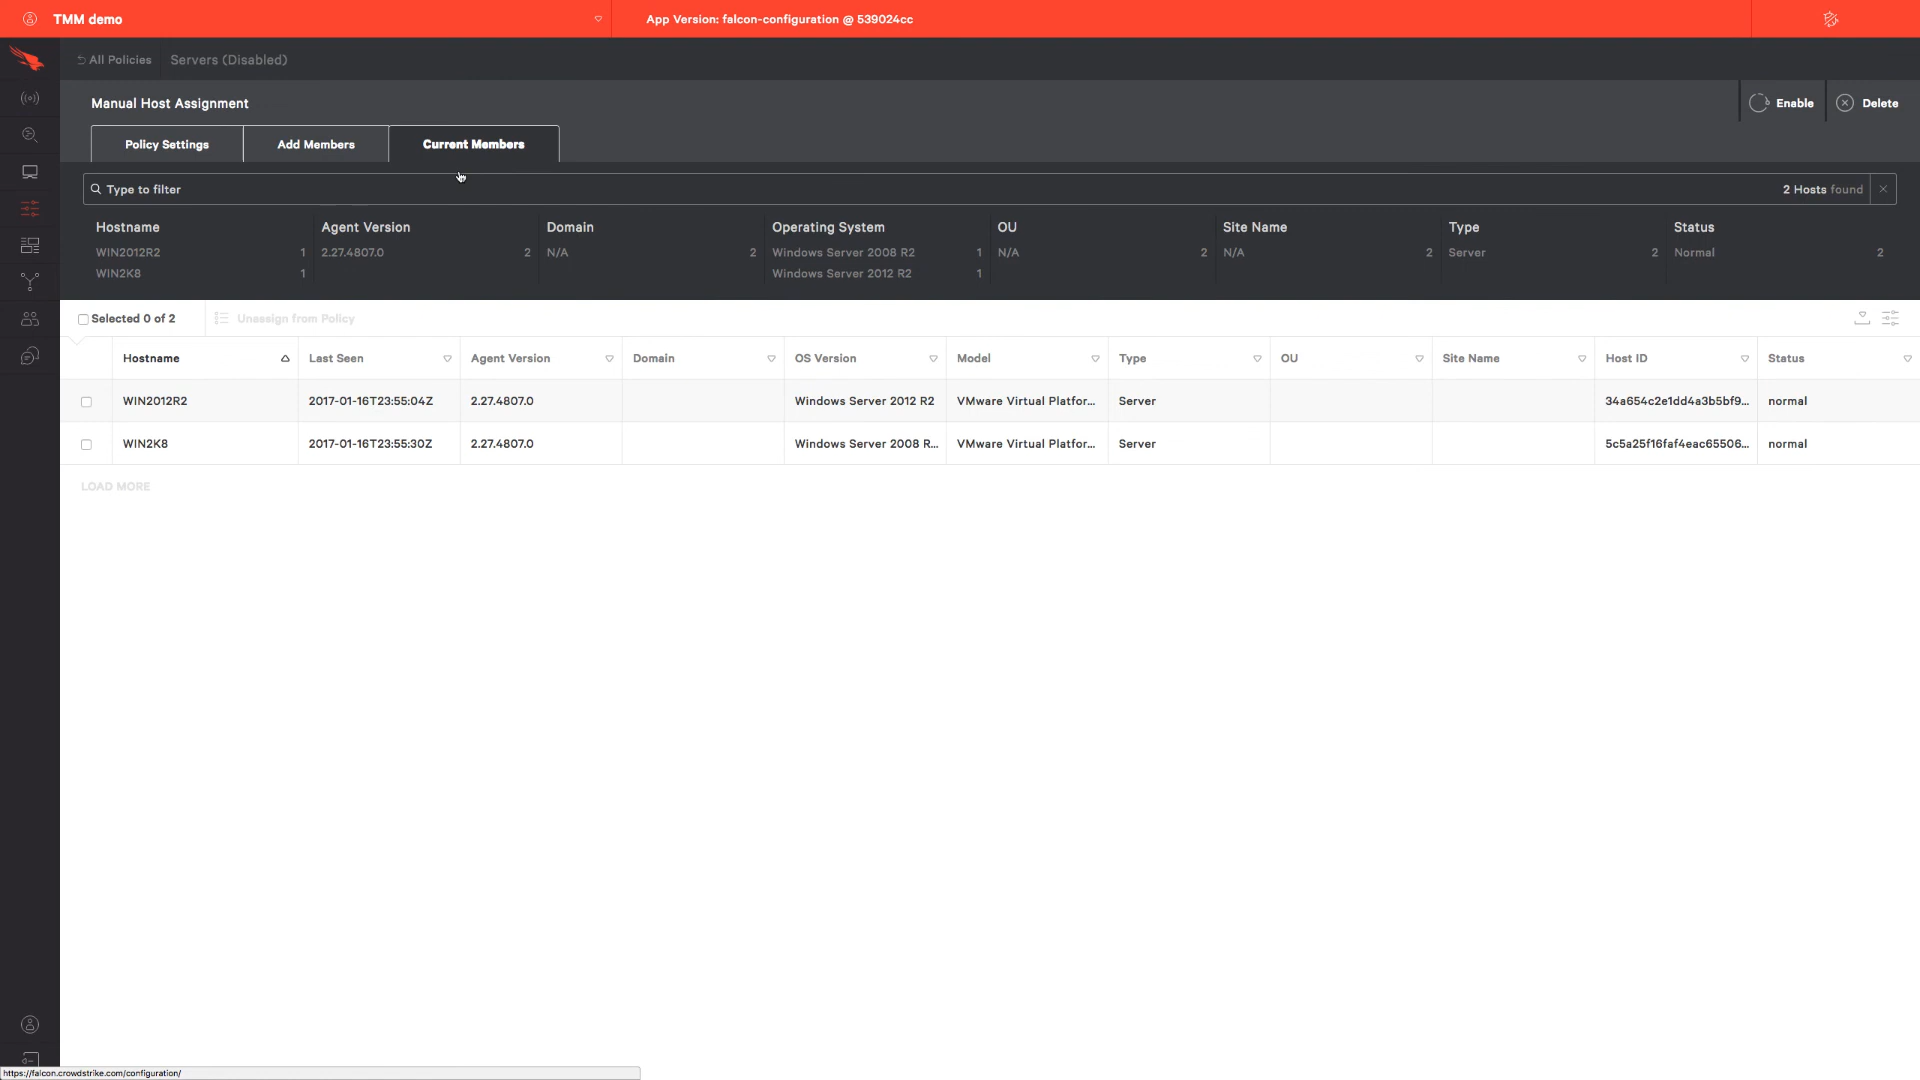 TMM demo
App Version: falcon-configuration @ 539024cc
All Policies Servers (Disabled)
Manual Host Assignment
Enable Delete
Policy Settings Add Members Current Members
Type to filter 2 Hosts found
Hostname Agent Version Domain Operating System OU Site Name Type Status
WIN2012R2 1 2.27.4807.0 2 N/A 2 Windows Server 2008 R2 1 N/A 2 N/A 2 Server 2 Normal 2
WIN2K8 1 Windows Server 2012 R2 1
Selected 0 of 2 Unassign from Policy
Hostname Last Seen Agent Version Domain OS Version Model Type OU Site Name Host ID Status
WIN2012R2 2017-01-16T23:55:04Z 2.27.4807.0 Windows Server 2012 R2 VMware Virtual Platfor... Server 34a654c2e1dd4a3b5bf9... normal
WIN2K8 2017-01-16T23:55:30Z 2.27.4807.0 Windows Server 2008 R... VMware Virtual Platfor... Server 5c5a25f16faf4eac65506... normal
LOAD MORE
https://falcon.crowdstrike.com/configuration/